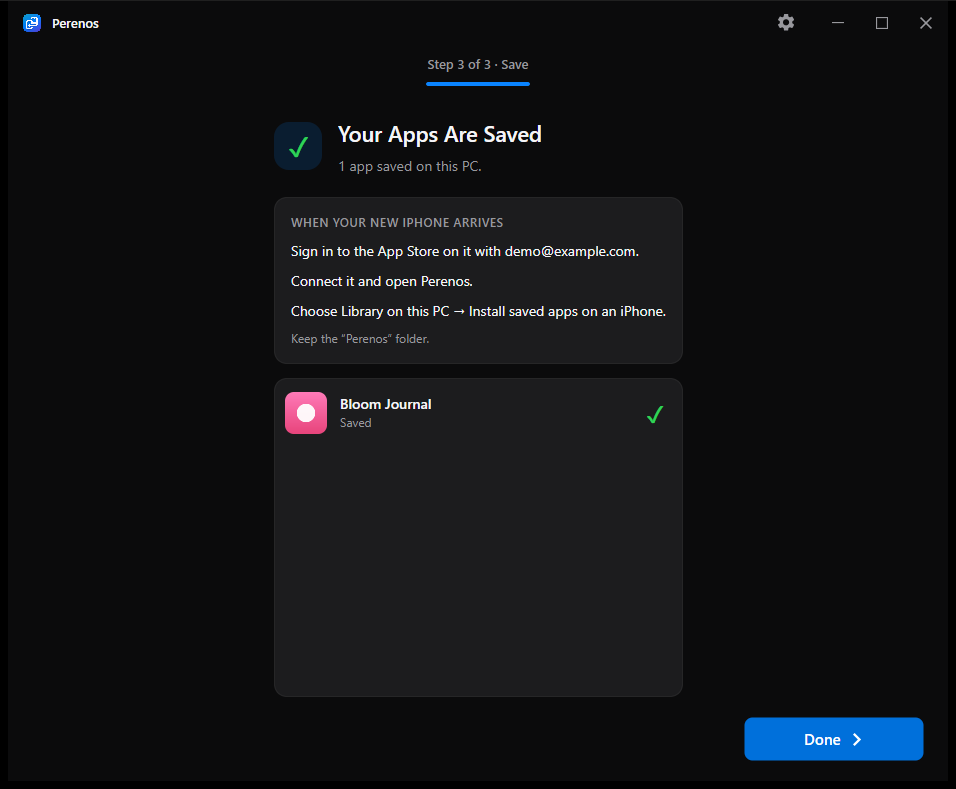 Perenos
Step 3 of 3 · Save
Your Apps Are Saved
1 app saved on this PC.
WHEN YOUR NEW IPHONE ARRIVES
Sign in to the App Store on it with demo@example.com.
Connect it and open Perenos.
Choose Library on this PC → Install saved apps on an iPhone.
Keep the “Perenos” folder.
Bloom Journal
Saved
Done